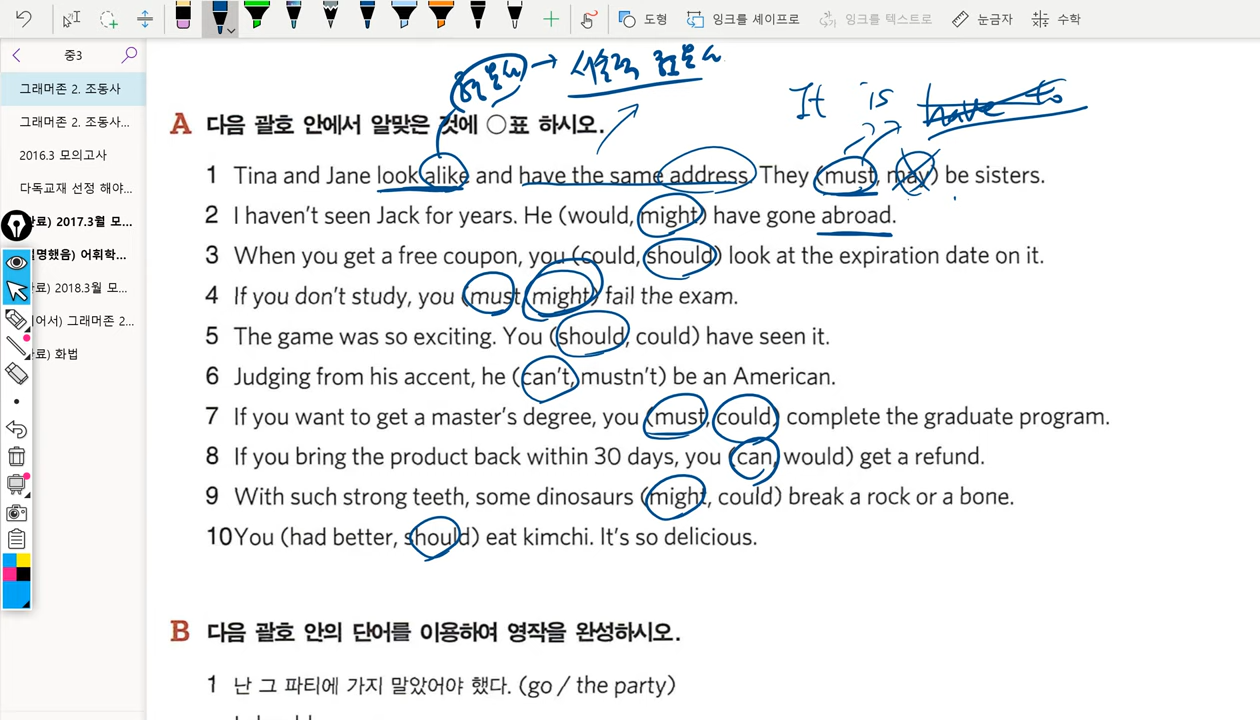 도형
잉크를 셰이프로
잉크를 텍스트로
눈금자
수학
중3
그래머존 2. 조동사
그래머존 2. 조동사...
2016.3 모의고사
다독교재 선정 해야...
료) 2017.3월 모...
명했음) 어휘학...
료) 2018.3월 모...
어서) 그래머존 2...
료) 화법
It is have to
A 다음 괄호 안에서 알맞은 것에 ○표 하시오.
1 Tina and Jane look alike and have the same address. They (must, may) be sisters.
2 I haven't seen Jack for years. He (would, might) have gone abroad.
3 When you get a free coupon, you (could, should) look at the expiration date on it.
4 If you don't study, you (must, might) fail the exam.
5 The game was so exciting. You (should, could) have seen it.
6 Judging from his accent, he (can't, mustn't) be an American.
7 If you want to get a master's degree, you (must, could) complete the graduate program.
8 If you bring the product back within 30 days, you (can, would) get a refund.
9 With such strong teeth, some dinosaurs (might, could) break a rock or a bone.
10 You (had better, should) eat kimchi. It's so delicious.
B 다음 괄호 안의 단어를 이용하여 영작을 완성하시오.
1 난 그 파티에 가지 말았어야 했다. (go / the party)